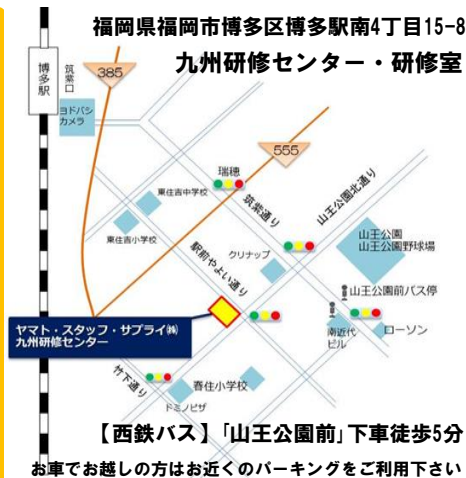 福岡県福岡市博多区博多駅南4丁目15-8
九州研修センター・研修室
博多駅
筑紫口
385
ヨドバシ
カメラ
555
瑞穂
東住吉中学校
筑紫通り
山王公園北通り
東住吉小学校
駅前やよい通り
クリナップ
山王公園
山王公園野球場
山王公園前バス停
ヤマト・スタッフ・サプライ㈱
九州研修センター
南近代
ビル
ローソン
竹下通り
春住小学校
ドミノピザ
【西鉄バス】「山王公園前」下車徒歩5分
お車でお越しの方はお近くのパーキングをご利用下さい